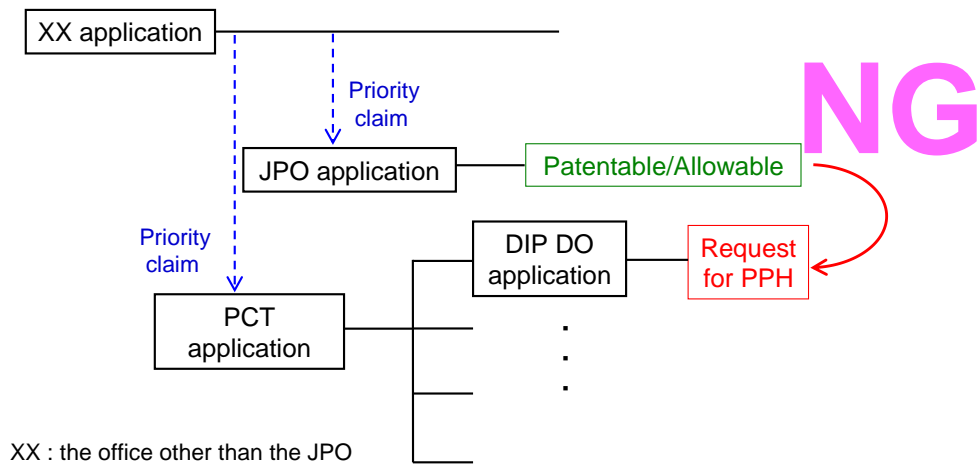 XX application
NG
Priority
claim
JPO application
Patentable/Allowable
Priority
claim
DIP DO
application
Request
for PPH
PCT
application
XX : the office other than the JPO